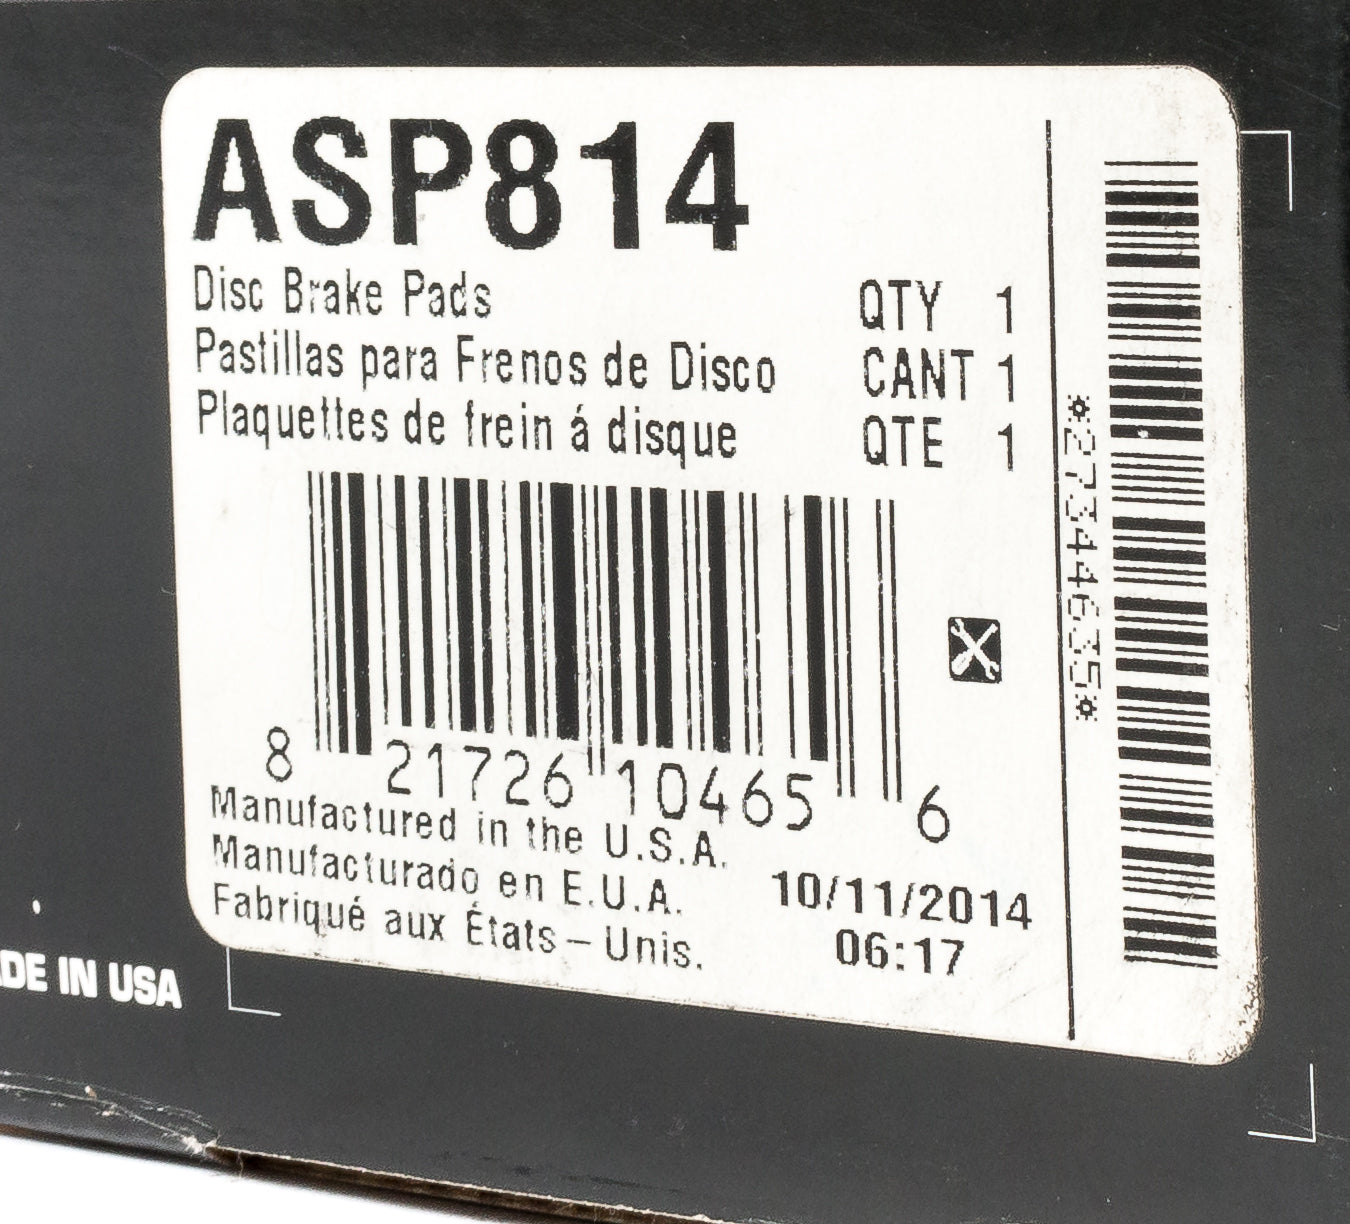 ASP814
Disc Brake Pads QTY 1
Pastillas para Frenos de Disco CANT 1
Plaquettes de frein á disque QTE 1
*273444635*
8 21726 10465 6
Manufactured in the U.S.A.
Manufacturado en E.U.A. 10/11/2014
Fabriqué aux États – Unis. 06:17
IN USA